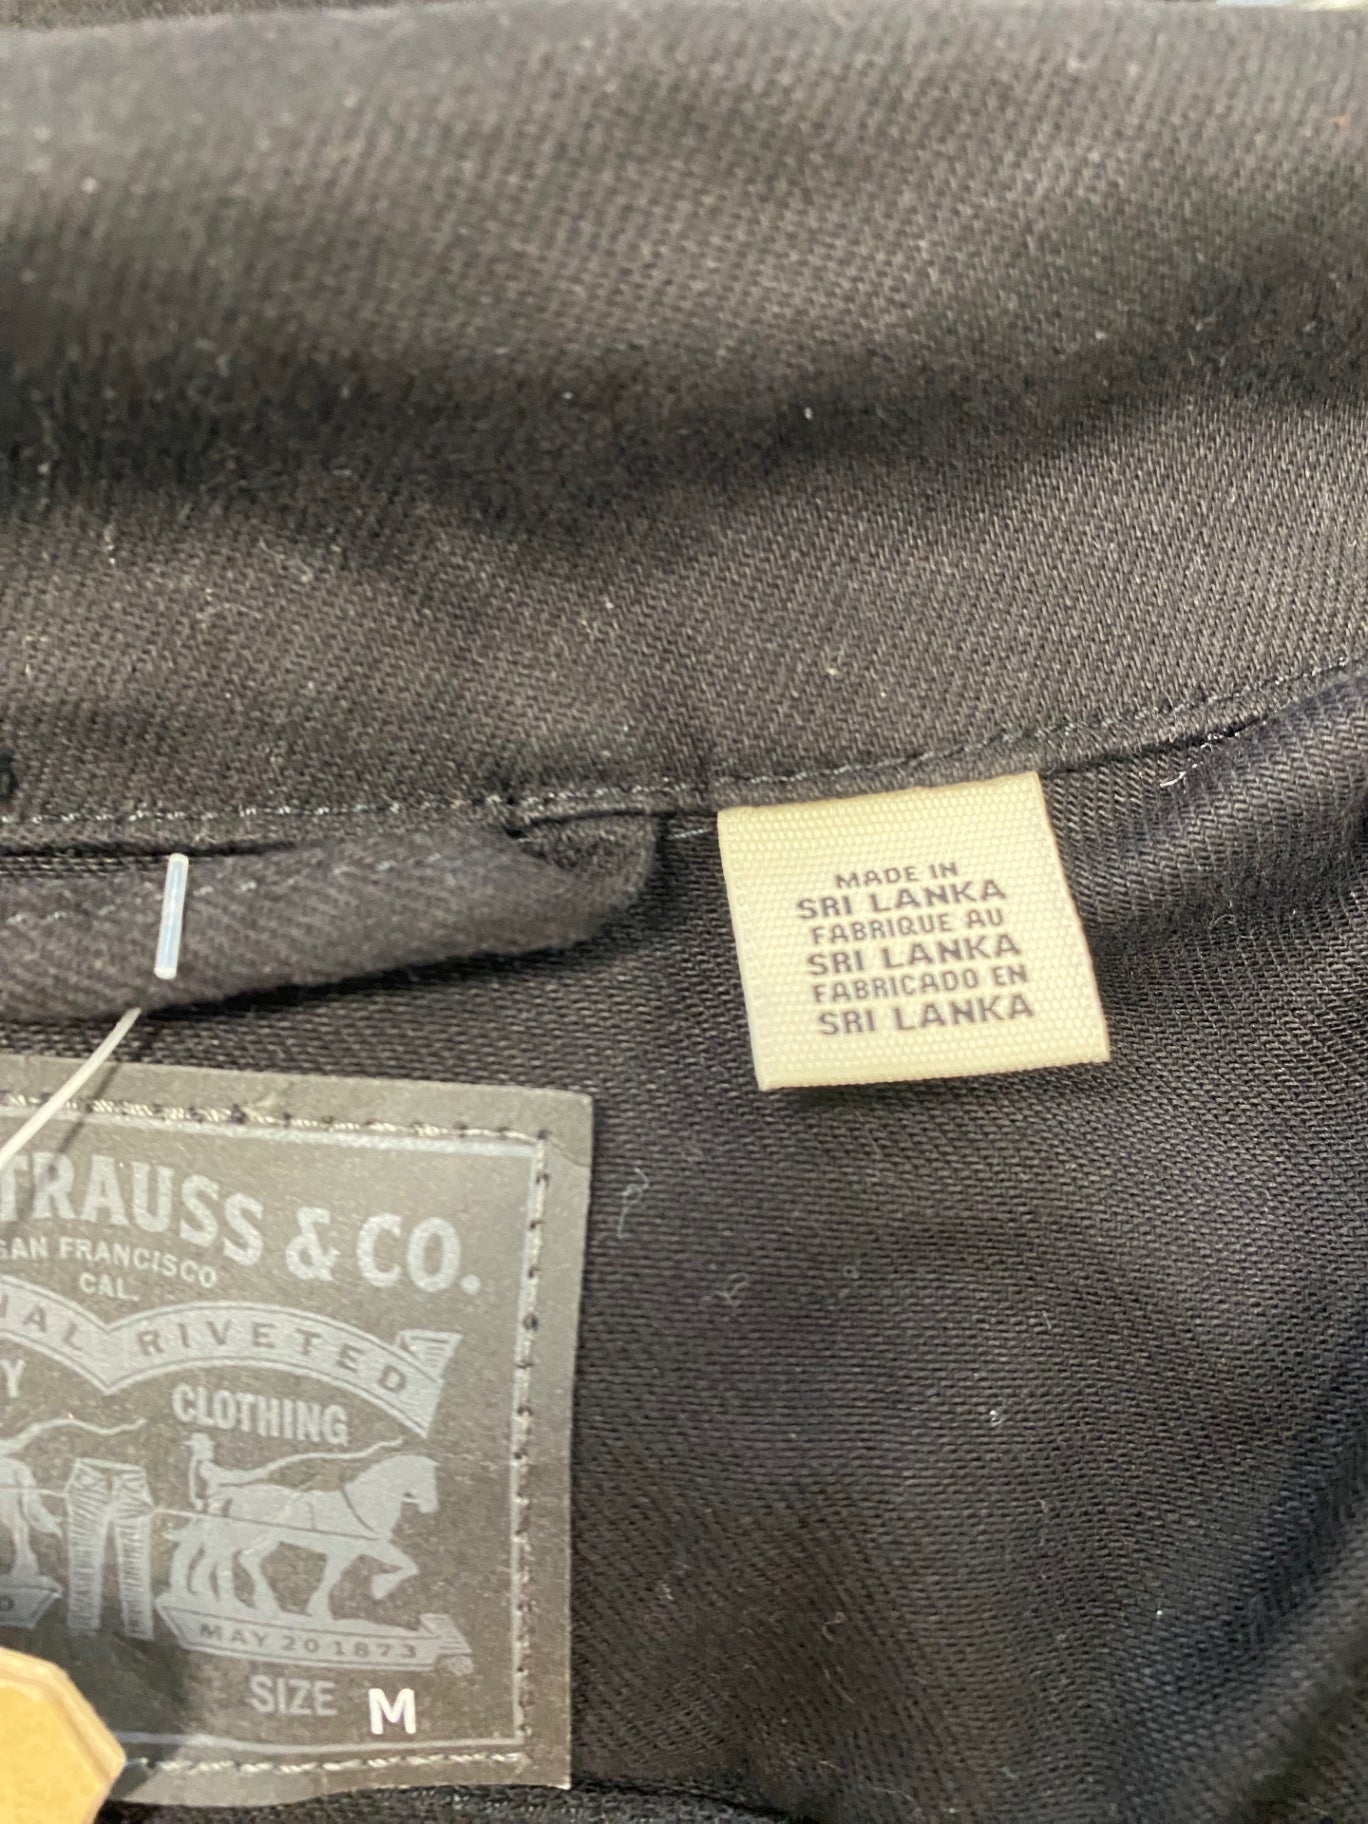 MADE IN
SRI LANKA
FABRIQUE AU
SRI LANKA
FABRICADO EN
SRI LANKA
TRAUSS & CO.
SAN FRANCISCO
CAL.
NAL RIVETED
Y CLOTHING
MAY 20 1873
®
SIZE M